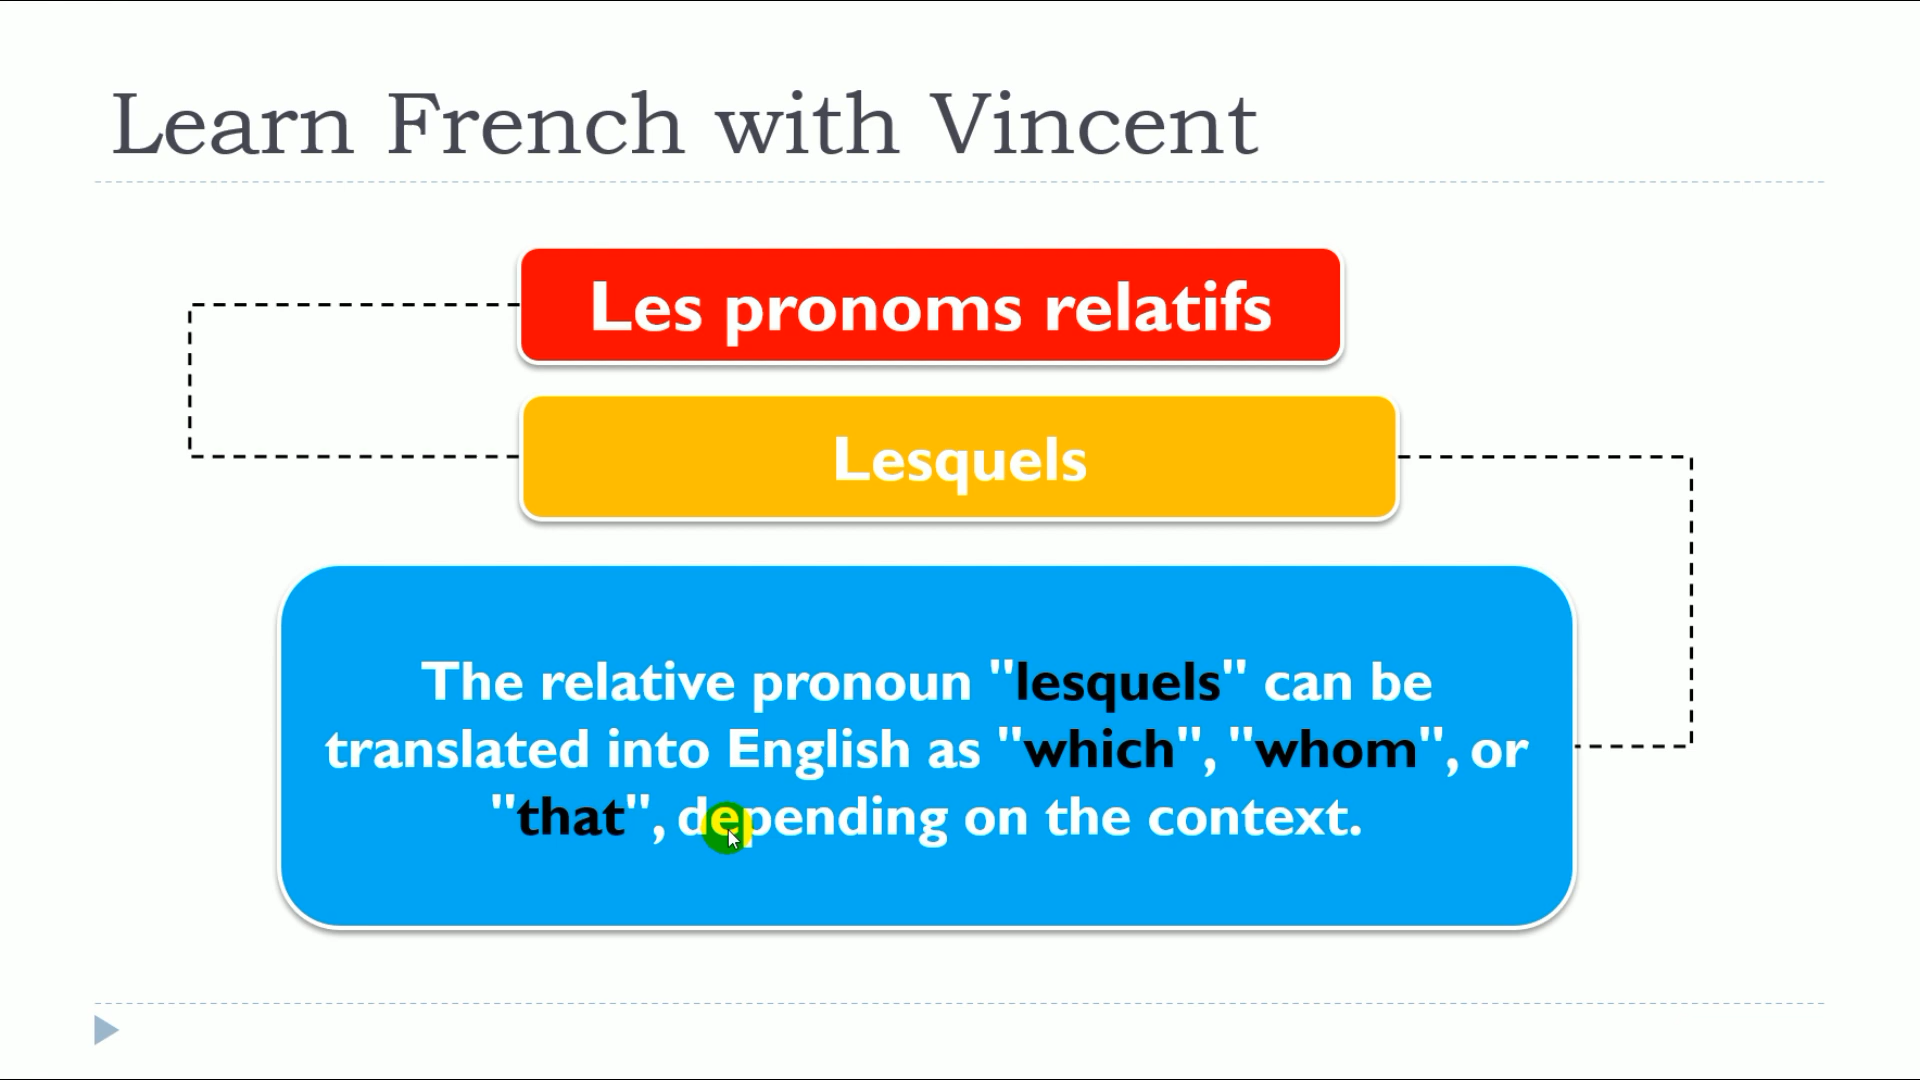 Learn French with Vincent
Les pronoms relatifs
Lesquels
The relative pronoun "lesquels" can be
translated into English as "which", "whom", or
"that", depending on the context.